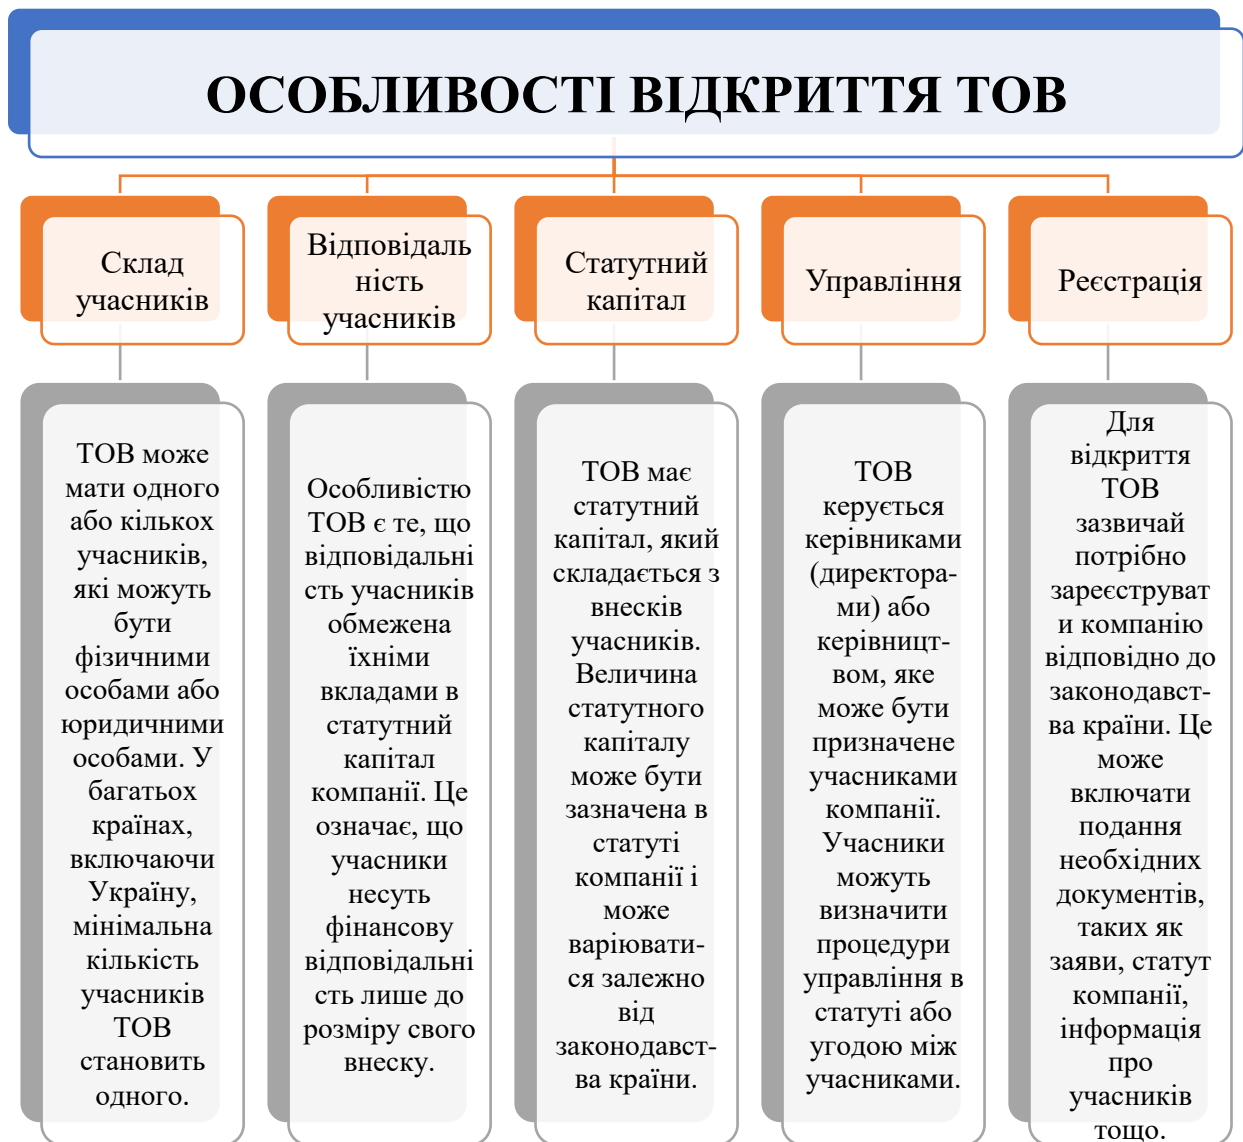 ОСОБЛИВОСТІ ВІДКРИТТЯ ТОВ
Склад
учасників
Відповідаль
ність
учасників
Статутний
капітал
Управління
Реєстрація
ТОВ може
мати одного
або кількох
учасників,
які можуть
бути
фізичними
особами або
юридичними
особами. У
багатьох
країнах,
включаючи
Україну,
мінімальна
кількість
учасників
ТОВ
становить
одного.
Особливістю
ТОВ є те, що
відповідальні
сть учасників
обмежена
їхніми
вкладами в
статутний
капітал
компанії. Це
означає, що
учасники
несуть
фінансову
відповідальні
сть лише до
розміру свого
внеску.
ТОВ має
статутний
капітал, який
складається з
внесків
учасників.
Величина
статутного
капіталу
може бути
зазначена в
статуті
компанії і
може
варіювати-
ся залежно
від
законодавст-
ва країни.
ТОВ
керується
керівниками
(директора-
ми) або
керівницт-
вом, яке
може бути
призначене
учасниками
компанії.
Учасники
можуть
визначити
процедури
управління в
статуті або
угодою між
учасниками.
Для
відкриття
ТОВ
зазвичай
потрібно
зареєструват
и компанію
відповідно до
законодавст-
ва країни. Це
може
включати
подання
необхідних
документів,
таких як
заяви, статут
компанії,
інформація
про
учасників
тощо.